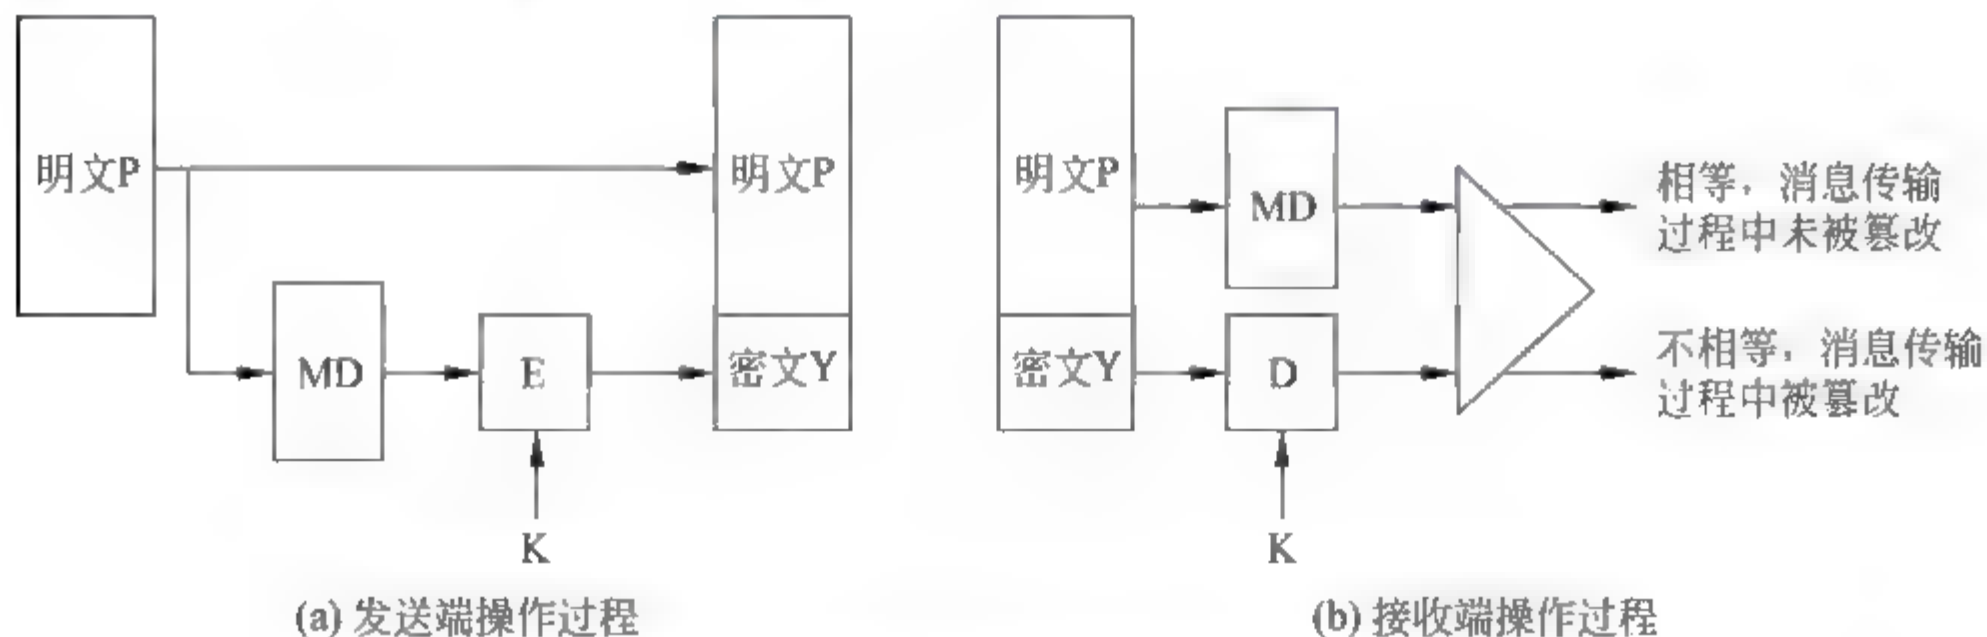 明文P
明文P
MD
E
密文Y
K
(a) 发送端操作过程
明文P
MD
相等，消息传输
过程中未被篡改
密文Y
D
不相等，消息传输
过程中被篡改
K
(b) 接收端操作过程